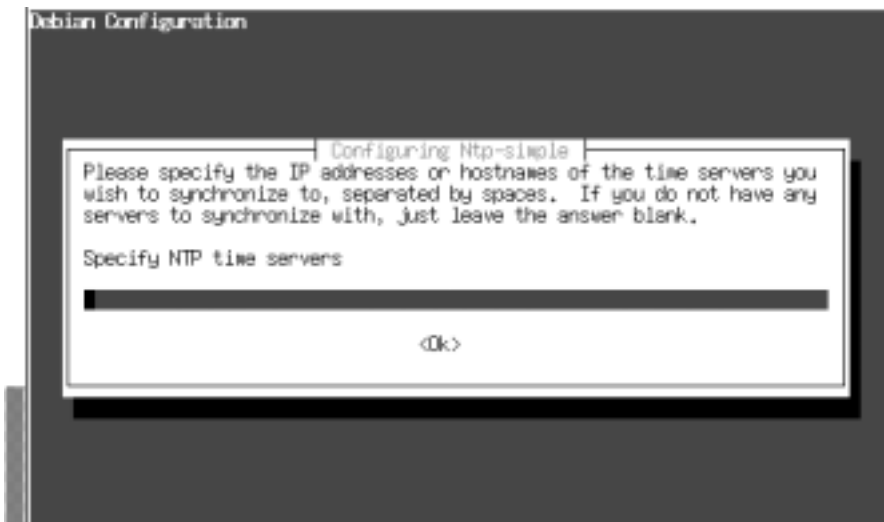 Debian Configuration
Configuring Ntp-simple
Please specify the IP addresses or hostnames of the time servers you
wish to synchronize to, separated by spaces.  If you do not have any
servers to synchronize with, just leave the answer blank.
Specify NTP time servers
<Ok>